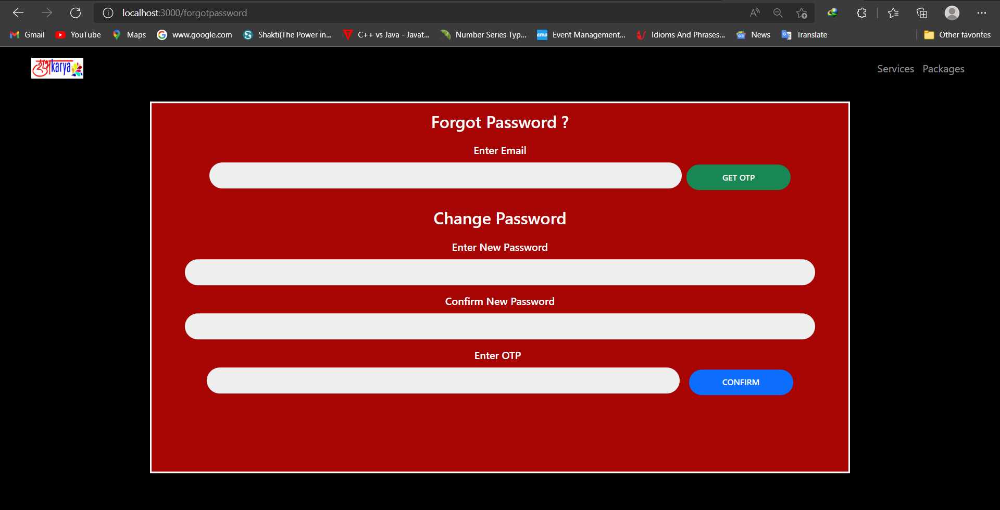 localhost:3000/forgotpassword
Gmail YouTube Maps www.google.com Shakti(The Power in... C++ vs Java - Javat... Number Series Typ... Event Management... Idioms And Phrases... News Translate Other favorites
शुभkarya
Services Packages
Forgot Password ?
Enter Email
GET OTP
Change Password
Enter New Password
Confirm New Password
Enter OTP
CONFIRM